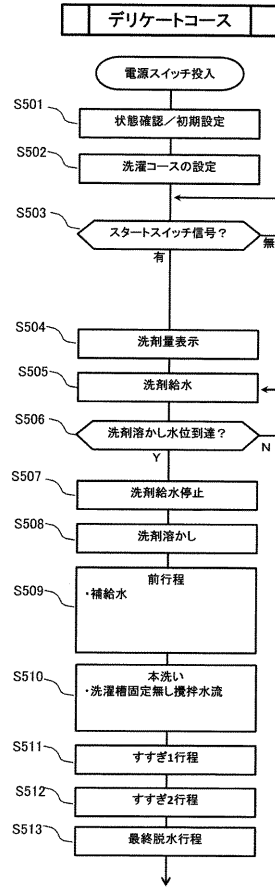 デリケートコース
電源スイッチ投入
S501
状態確認／初期設定
S502
洗濯コースの設定
S503
スタートスイッチ信号？
無
有
S504
洗剤量表示
S505
洗剤給水
S506
洗剤溶かし水位到達？
Y
N
S507
洗剤給水停止
S508
洗剤溶かし
S509
前行程
・補給水
S510
本洗い
・洗濯槽固定無し攪拌水流
S511
すすぎ1行程
S512
すすぎ2行程
S513
最終脱水行程